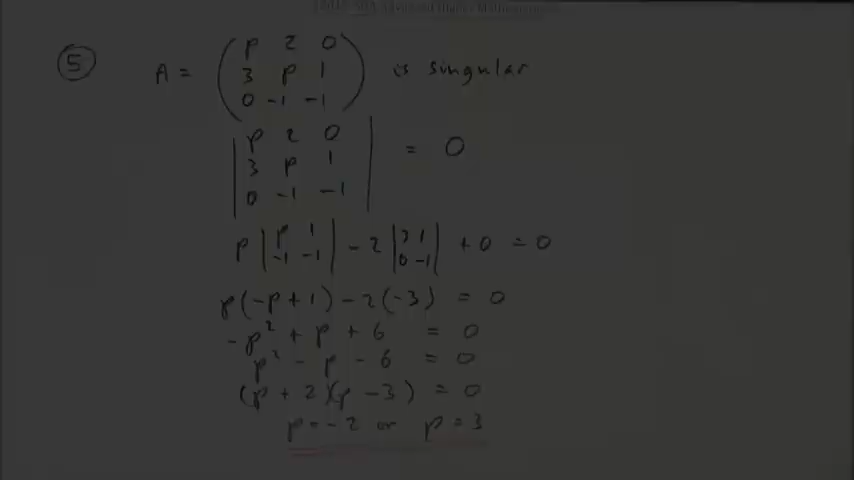 5
A = ( p 2 0
3 p 1
0 -1 -1 ) is singular
| p 2 0
3 p 1
0 -1 -1 | = 0
p | p 1
-1 -1 | - 2 | 3 1
0 -1 | + 0 = 0
p(-p+1) - 2(-3) = 0
-p² + p + 6 = 0
p² - p - 6 = 0
(p + 2)(p - 3) = 0
p = -2 or p = 3